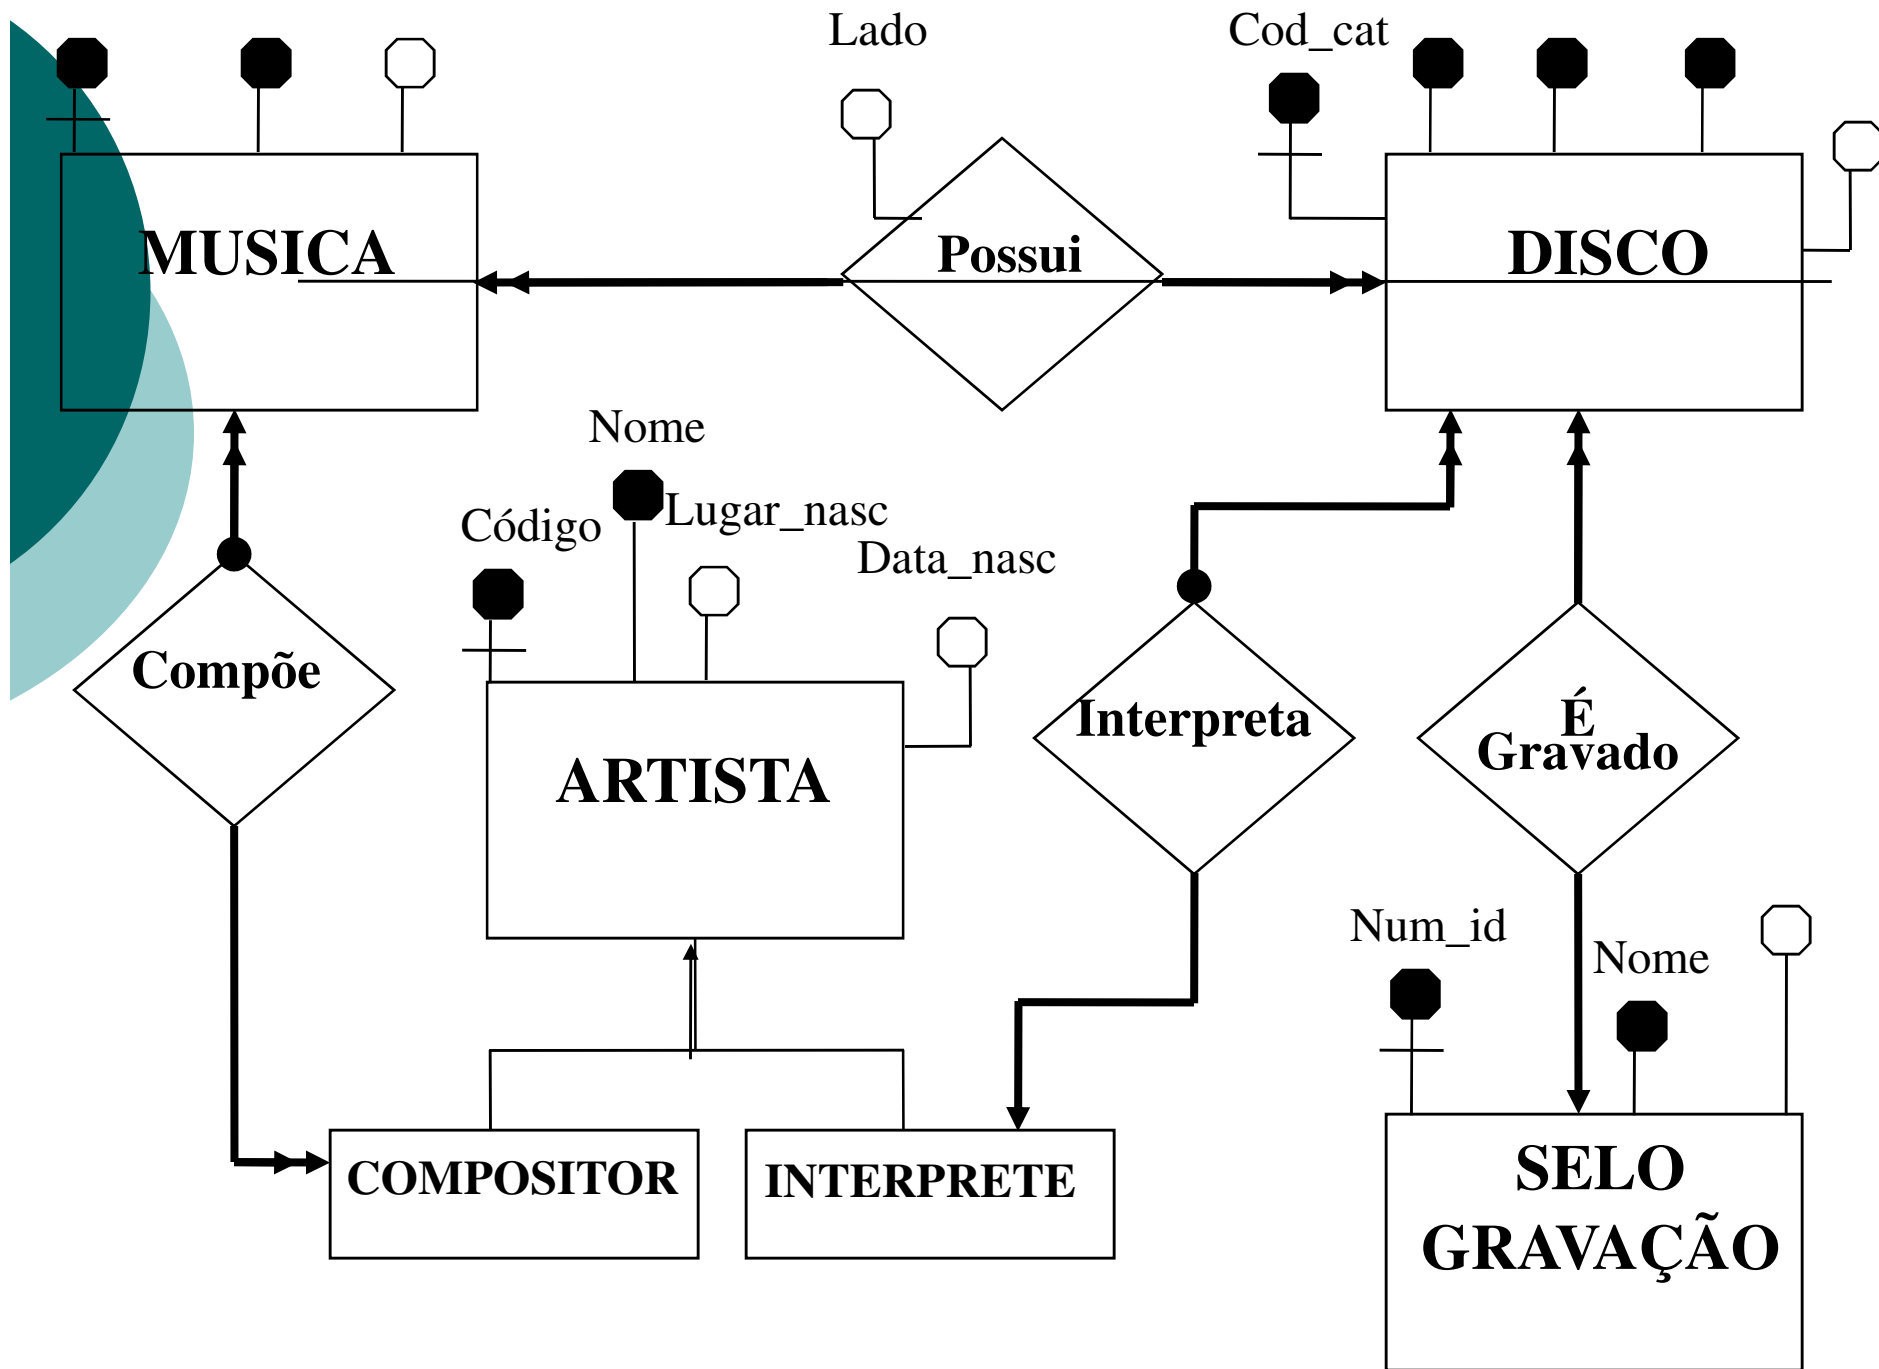 Lado
Cod_cat
MUSICA
Possui
DISCO
Nome
Código
Lugar_nasc
Data_nasc
Compõe
ARTISTA
Interpreta
É
Gravado
Num_id
Nome
COMPOSITOR
INTERPRETE
SELO
GRAVAÇÃO